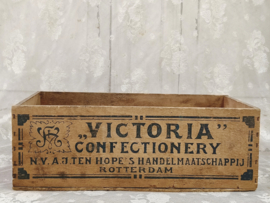 „VICTORIA"
CONFECTIONERY
N.V. A.J. TEN HOPE'S HANDELMAATSCHAPPIJ
ROTTERDAM